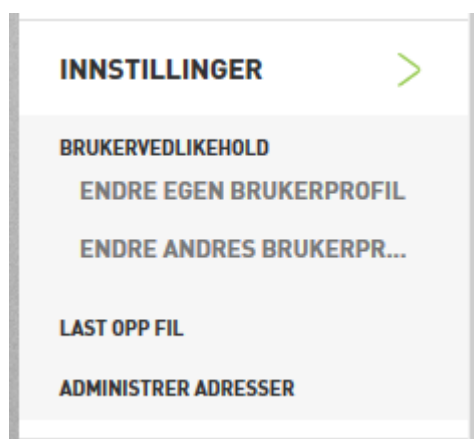 INNSTILLINGER
BRUKERVEDLIKEHOLD
ENDRE EGEN BRUKERPROFIL
ENDRE ANDRES BRUKERPR...
LAST OPP FIL
ADMINISTRER ADRESSER